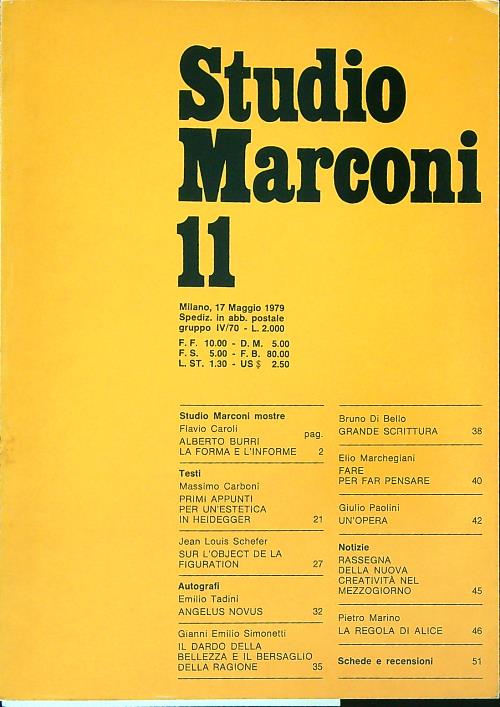 Studio
Marconi
11
Milano, 17 Maggio 1979
Spediz. in abb. postale
gruppo IV/70 - L. 2.000
F. F. 10.00 - D. M. 5.00
F. S. 5.00 - F. B. 80.00
L. ST. 1.30 - US $ 2.50
Studio Marconi mostre
Flavio Caroli pag.
ALBERTO BURRI
LA FORMA E L'INFORME 2
Testi
Massimo Carboni
PRIMI APPUNTI
PER UN'ESTETICA
IN HEIDEGGER 21
Jean Louis Schefer
SUR L'OBJECT DE LA
FIGURATION 27
Autografi
Emilio Tadini
ANGELUS NOVUS 32
Gianni Emilio Simonetti
IL DARDO DELLA
BELLEZZA E IL BERSAGLIO
DELLA RAGIONE 35
Bruno Di Bello
GRANDE SCRITTURA 38
Elio Marchegiani
FARE
PER FAR PENSARE 40
Giulio Paolini
UN'OPERA 42
Notizie
RASSEGNA
DELLA NUOVA
CREATIVITÀ NEL
MEZZOGIORNO 45
Pietro Marino
LA REGOLA DI ALICE 46
Schede e recensioni 51